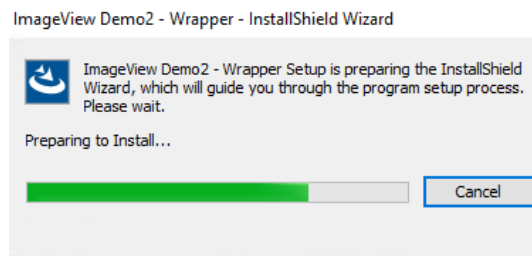 ImageView Demo2 - Wrapper - InstallShield Wizard
ImageView Demo2 - Wrapper Setup is preparing the InstallShield
Wizard, which will guide you through the program setup process.
Please wait.
Preparing to Install...
Cancel